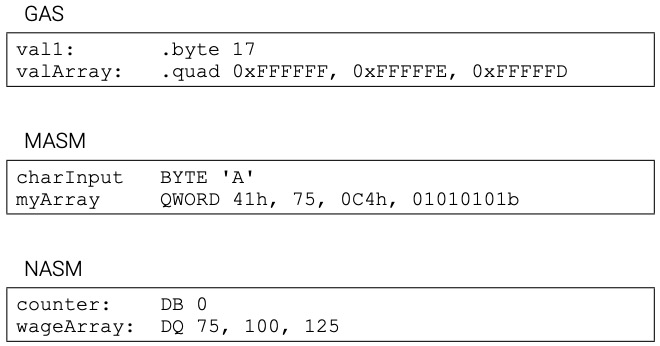 GAS
val1: .byte 17
valArray: .quad 0xFFFFFF, 0xFFFFFE, 0xFFFFFD
MASM
charInput BYTE 'A'
myArray QWORD 41h, 75, 0C4h, 01010101b
NASM
counter: DB 0
wageArray: DQ 75, 100, 125